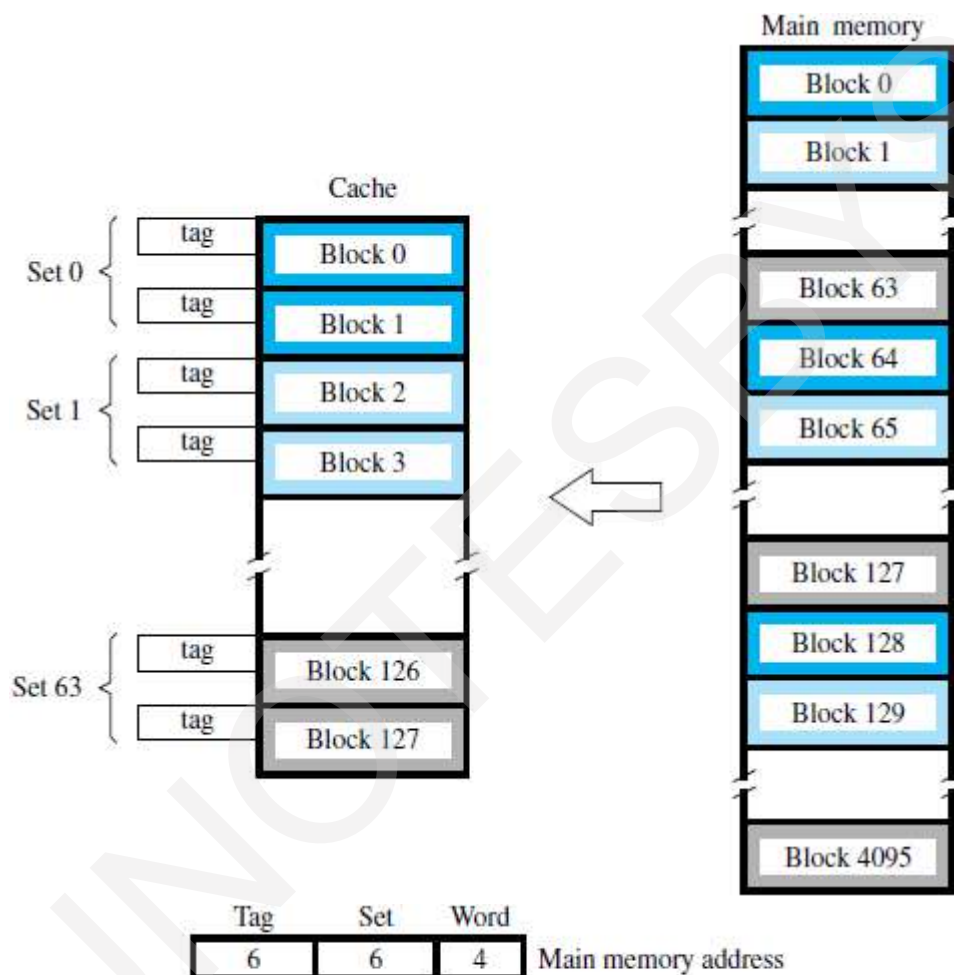 Main memory
Block 0
Block 1
Block 63
Block 64
Block 65
Block 127
Block 128
Block 129
Block 4095
Cache
Set 0
tag
Block 0
tag
Block 1
Set 1
tag
Block 2
tag
Block 3
Set 63
tag
Block 126
tag
Block 127
Tag Set Word
6 6 4 Main memory address